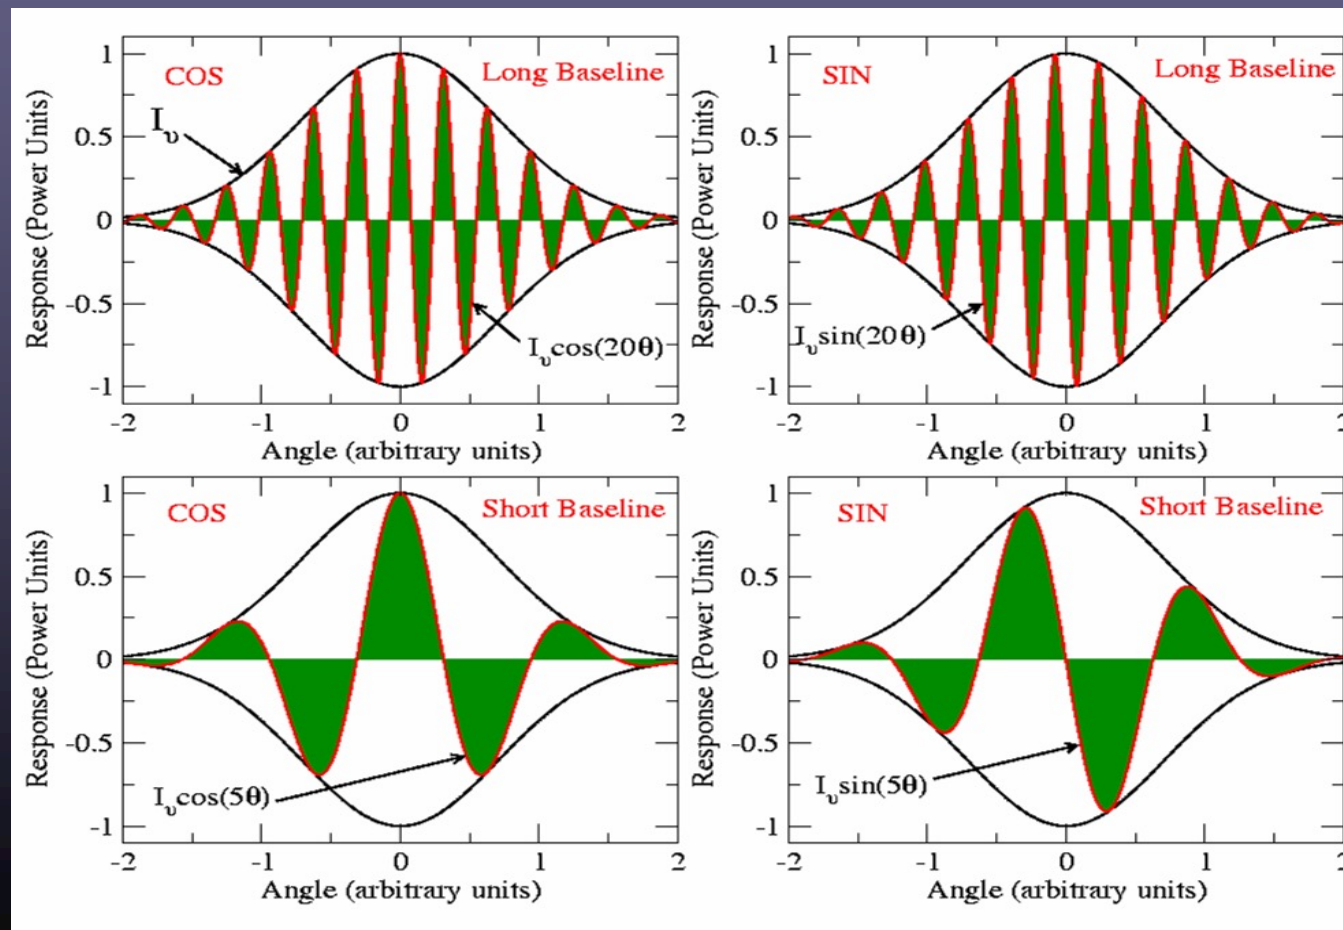 COS
Long Baseline
Iυ
Iυcos(20θ)
Response (Power Units)
1
0.5
0
-0.5
-1
-2
-1
0
1
2
Angle (arbitrary units)
SIN
Long Baseline
Iυsin(20θ)
Response (Power Units)
1
0.5
0
-0.5
-1
-2
-1
0
1
2
Angle (arbitrary units)
COS
Short Baseline
Iυcos(5θ)
Response (Power Units)
1
0.5
0
-0.5
-1
-2
-1
0
1
2
Angle (arbitrary units)
SIN
Short Baseline
Iυsin(5θ)
Response (Power Units)
1
0.5
0
-0.5
-1
-2
-1
0
1
2
Angle (arbitrary units)